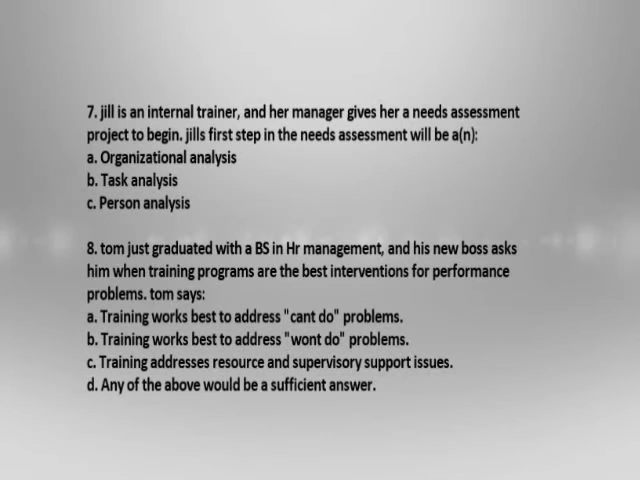 7. jill is an internal trainer, and her manager gives her a needs assessment
project to begin. jills first step in the needs assessment will be a(n):
a. Organizational analysis
b. Task analysis
c. Person analysis
8. tom just graduated with a BS in Hr management, and his new boss asks
him when training programs are the best interventions for performance
problems. tom says:
a. Training works best to address "cant do" problems.
b. Training works best to address "wont do" problems.
c. Training addresses resource and supervisory support issues.
d. Any of the above would be a sufficient answer.